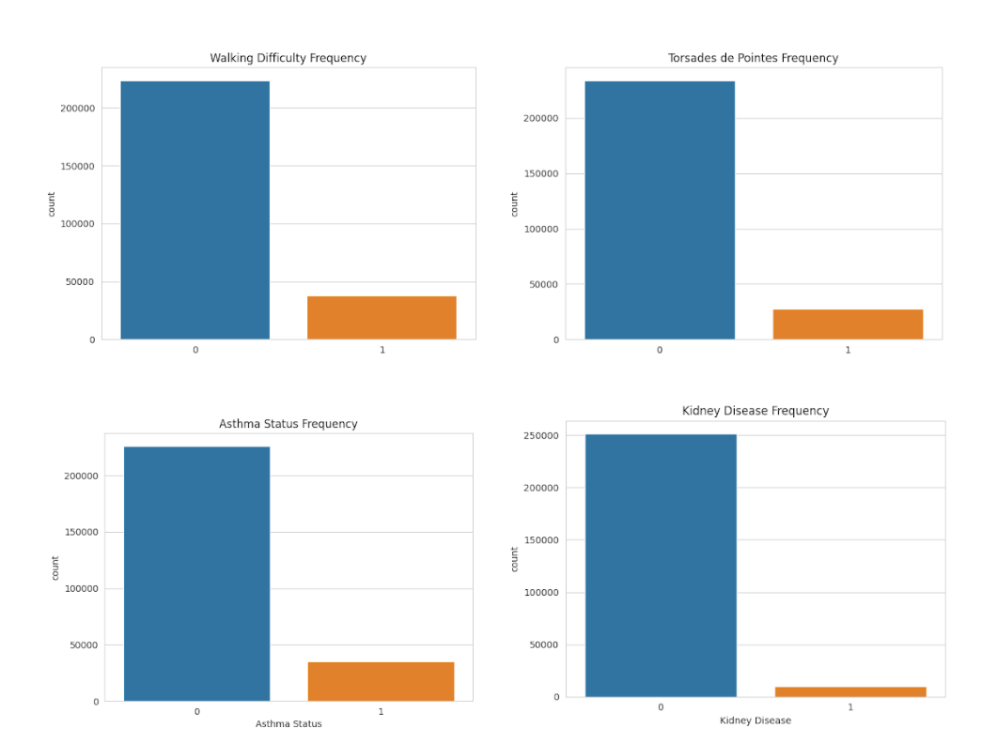 Walking Difficulty Frequency
200000
150000
100000
50000
0
count
0 1
Torsades de Pointes Frequency
200000
150000
100000
50000
0
count
0 1
Asthma Status Frequency
200000
150000
100000
50000
0
count
0 1
Asthma Status
Kidney Disease Frequency
250000
200000
150000
100000
50000
0
count
0 1
Kidney Disease